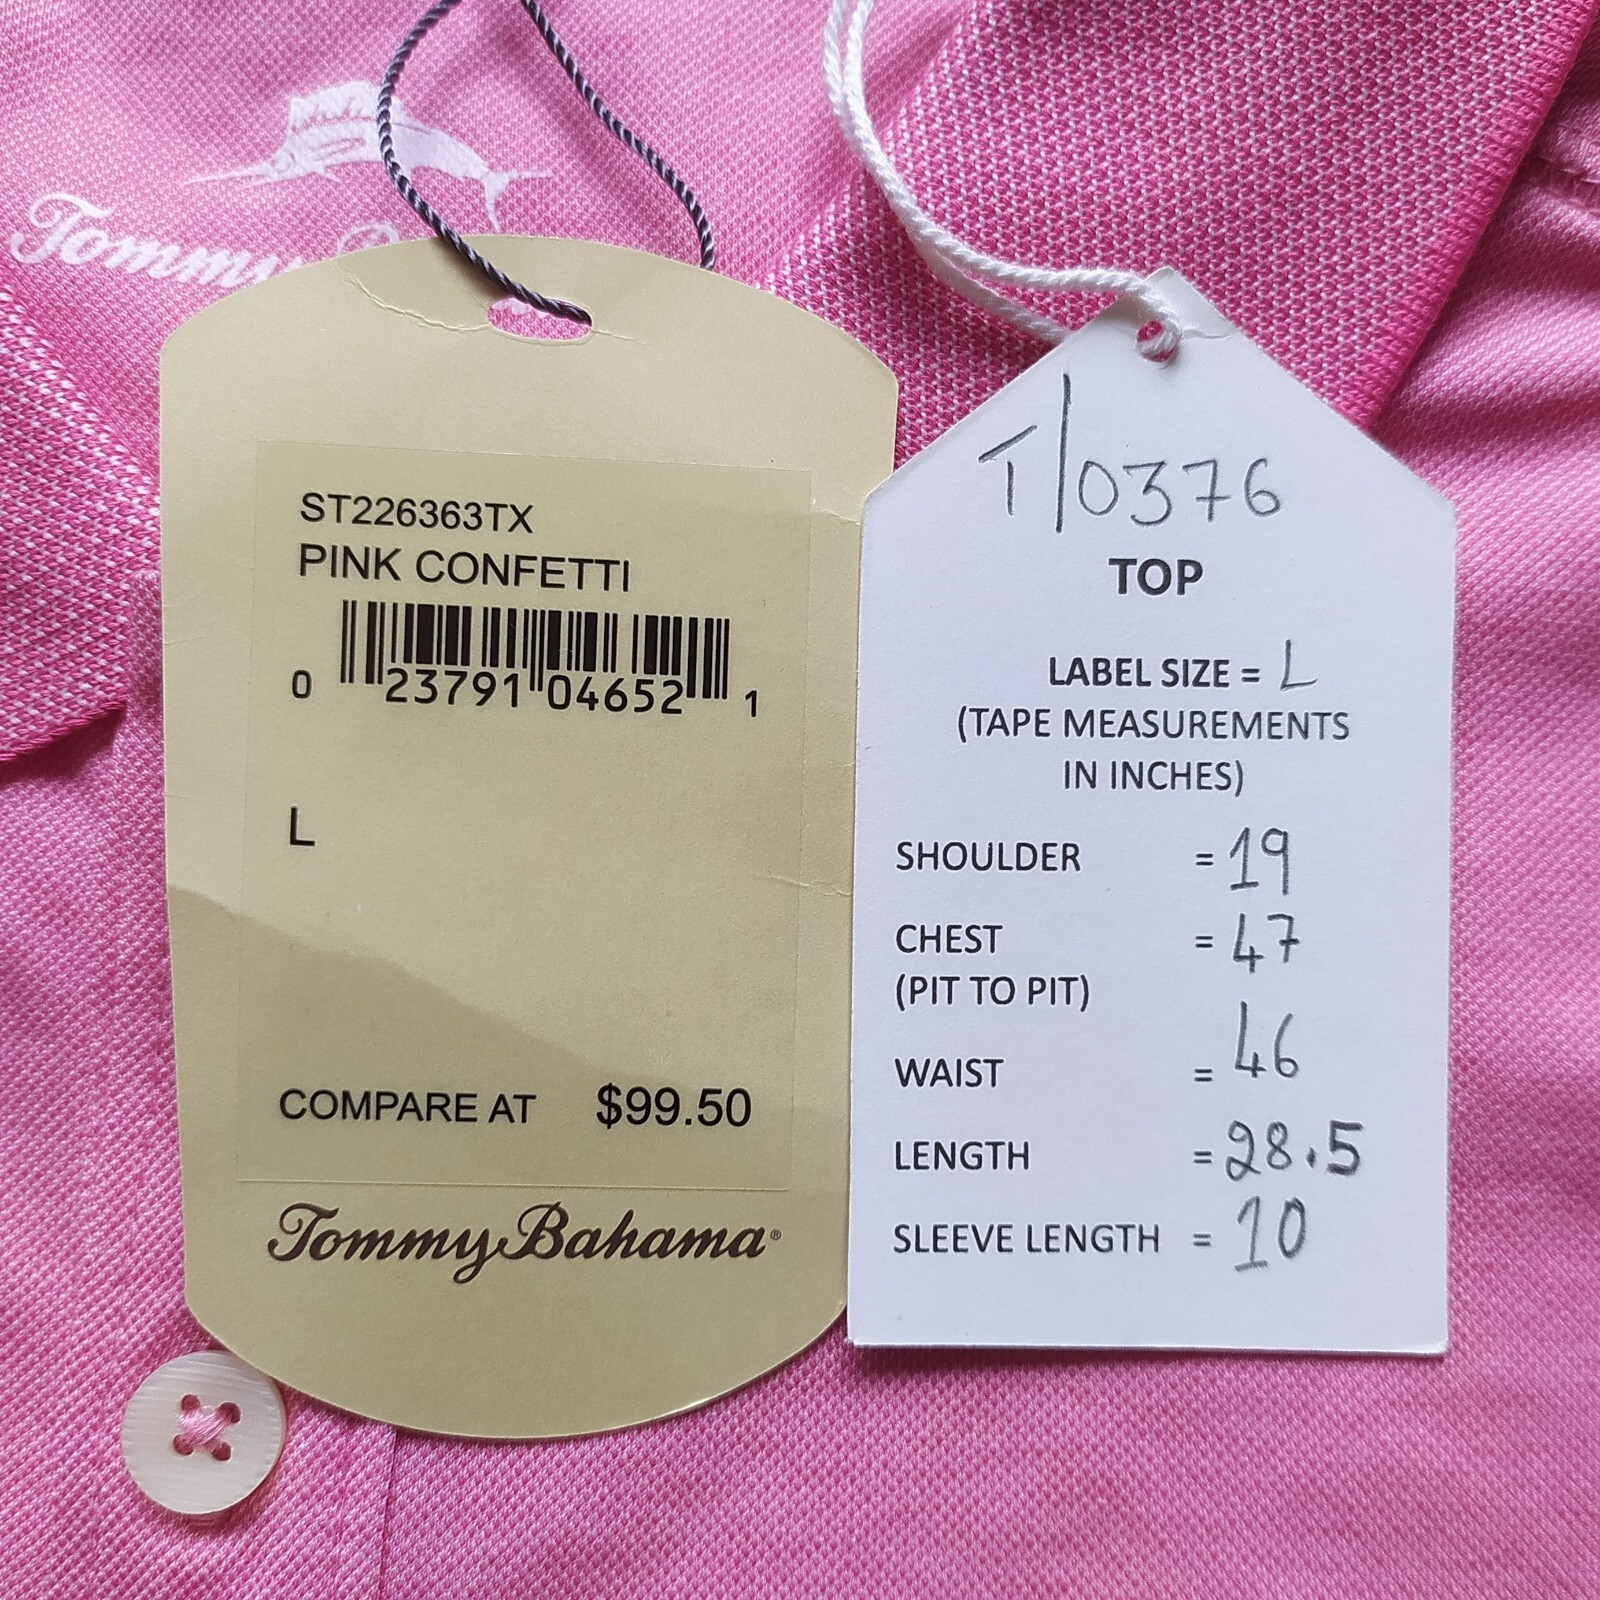 Tommy
ST226363TX
PINK CONFETTI
0 23791 04652 1
L
COMPARE AT $99.50
Tommy Bahama®
T/0376
TOP
LABEL SIZE = L
(TAPE MEASUREMENTS
IN INCHES)
SHOULDER = 19
CHEST = 47
(PIT TO PIT)
WAIST = 46
LENGTH = 28.5
SLEEVE LENGTH = 10